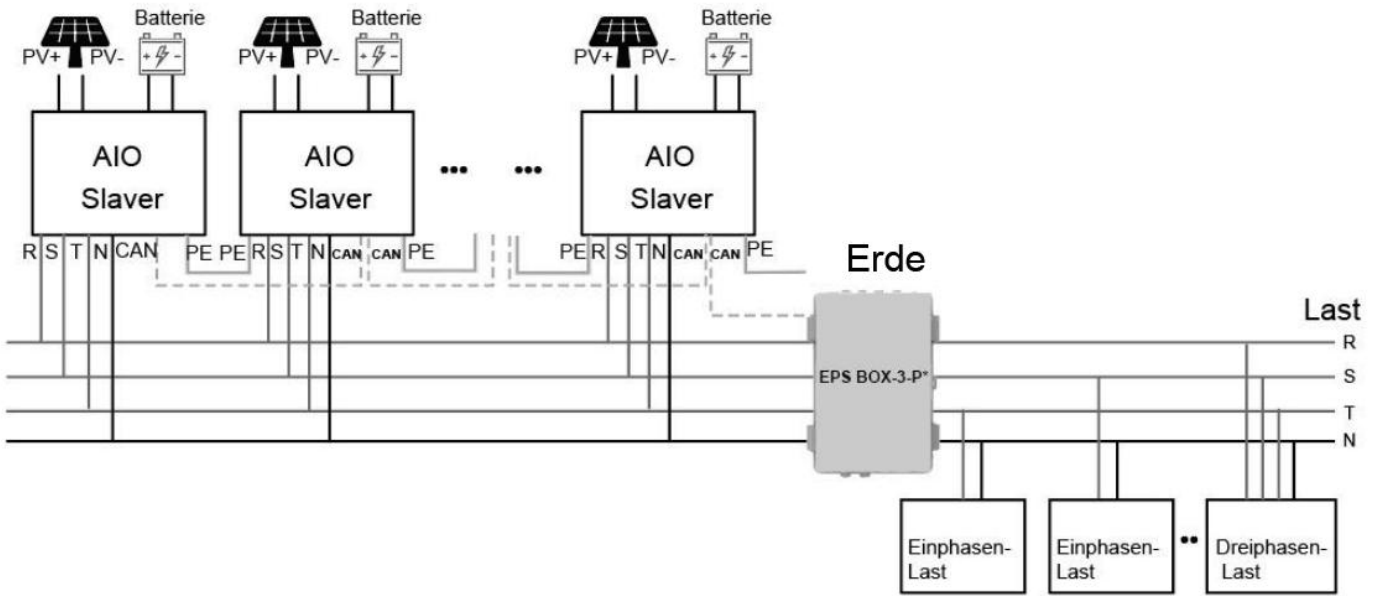 Batterie
Batterie
Batterie
PV+ PV-
PV+ PV-
PV+ PV-
AIO
Slaver
AIO
Slaver
AIO
Slaver
R S T N CAN PE
PE R S T N CAN CAN PE
PE R S T N CAN CAN PE
Erde
Last
R
S
T
N
EPS BOX-3-P*
Einphasen-
Last
Einphasen-
Last
Dreiphasen-
Last